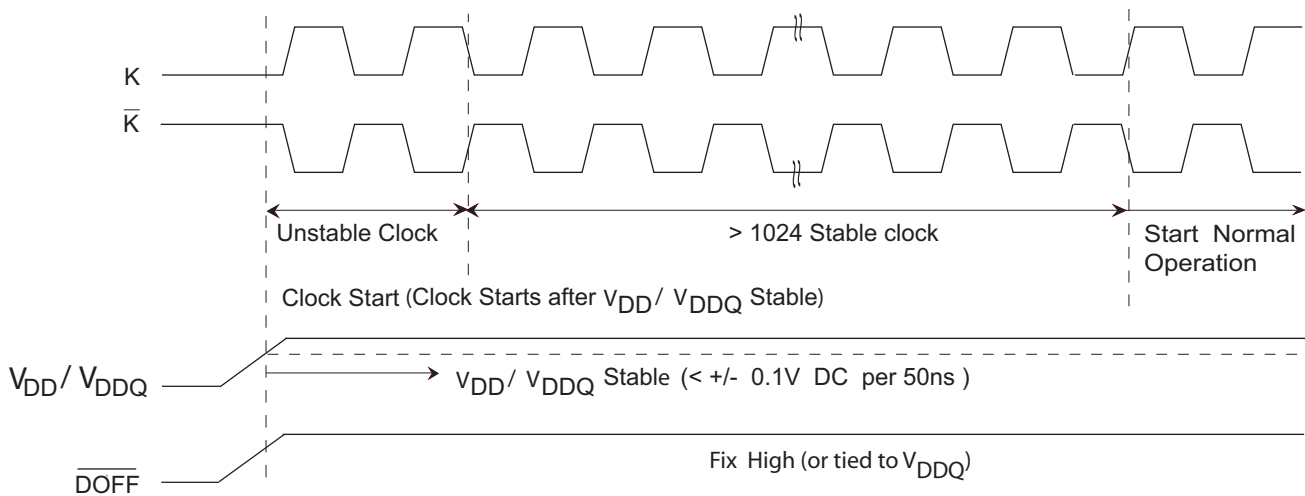 K
K̅
Unstable Clock
> 1024 Stable clock
Start Normal
Operation
Clock Start (Clock Starts after VDD / VDDQ Stable)
VDD / VDDQ
VDD / VDDQ Stable (< +/- 0.1V DC per 50ns )
Fix High (or tied to VDDQ)
DOFF